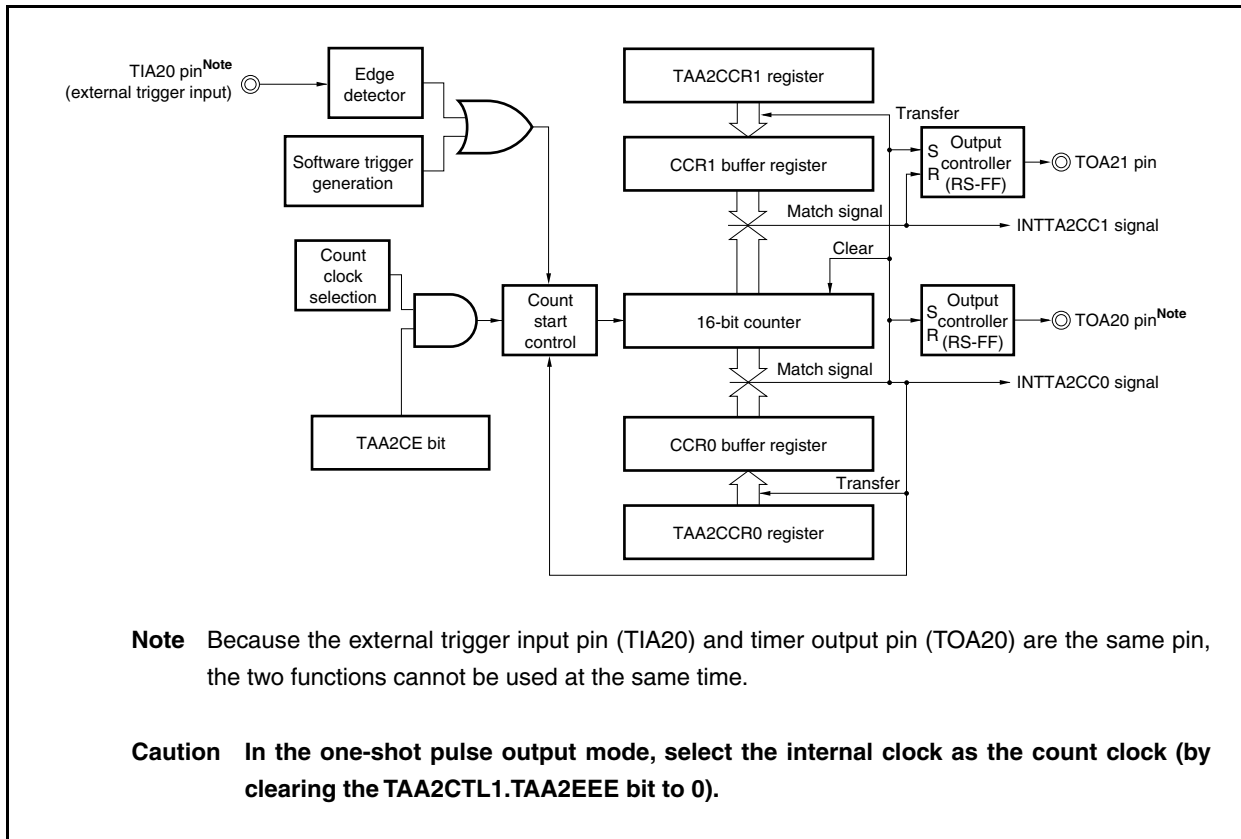 TIA20 pinNote
(external trigger input)
Edge
detector
Software trigger
generation
Count
clock
selection
TAA2CE bit
Count
start
control
TAA2CCR1 register
Transfer
CCR1 buffer register
Match signal
Clear
16-bit counter
Match signal
CCR0 buffer register
Transfer
TAA2CCR0 register
S
R
Output
controller
(RS-FF)
TOA21 pin
INTTA2CC1 signal
S
R
Output
controller
(RS-FF)
TOA20 pinNote
INTTA2CC0 signal
Note Because the external trigger input pin (TIA20) and timer output pin (TOA20) are the same pin,
the two functions cannot be used at the same time.
Caution In the one-shot pulse output mode, select the internal clock as the count clock (by
clearing the TAA2CTL1.TAA2EEE bit to 0).